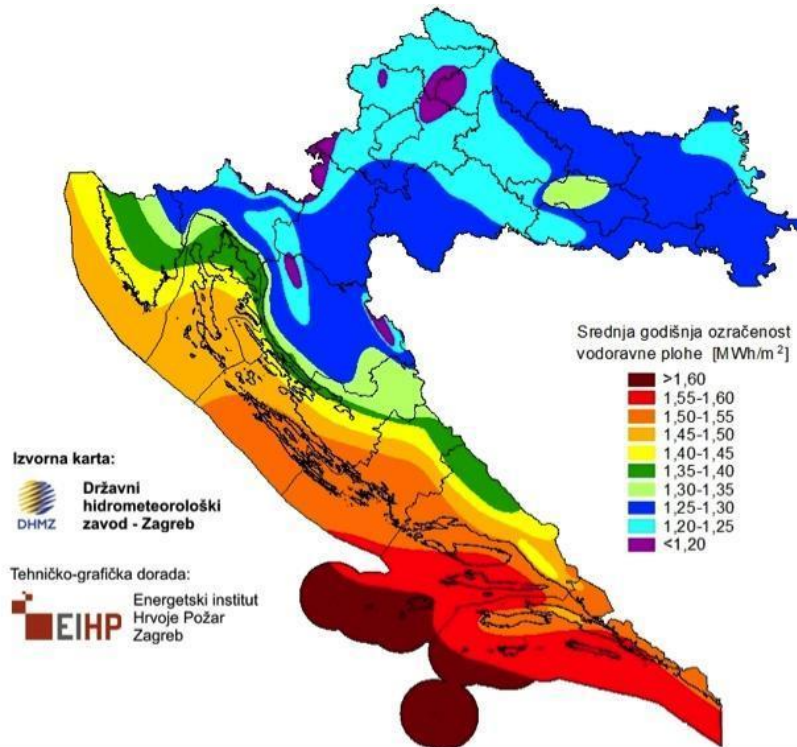 Srednja godišnja ozračenost
vodoravne plohe [MWh/m²]
>1,60
1,55-1,60
1,50-1,55
1,45-1,50
1,40-1,45
1,35-1,40
1,30-1,35
1,25-1,30
1,20-1,25
<1,20
Izvorna karta:
DHMZ
Državni
hidrometeorološki
zavod - Zagreb
Tehničko-grafička dorada:
EIHP
Energetski institut
Hrvoje Požar
Zagreb